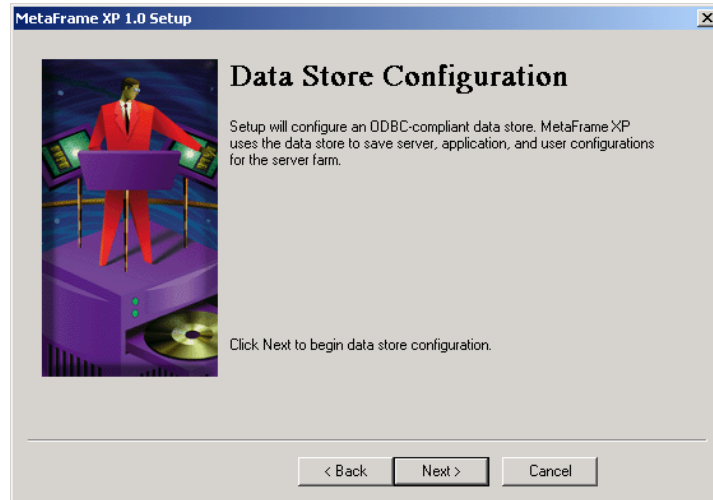 MetaFrame XP 1.0 Setup
Data Store Configuration
Setup will configure an ODBC-compliant data store. MetaFrame XP
uses the data store to save server, application, and user configurations
for the server farm.
Click Next to begin data store configuration.
< Back Next > Cancel